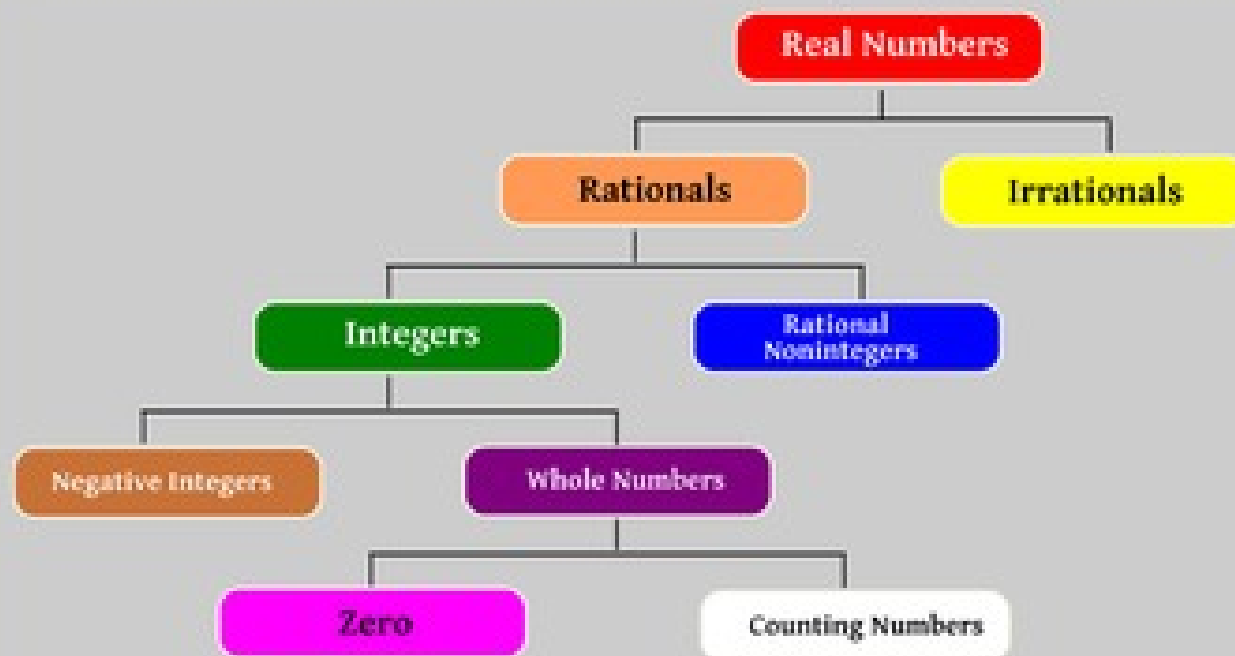 Real Numbers
Rationals
Irrationals
Integers
Rational
Nonintegers
Negative Integers
Whole Numbers
Zero
Counting Numbers